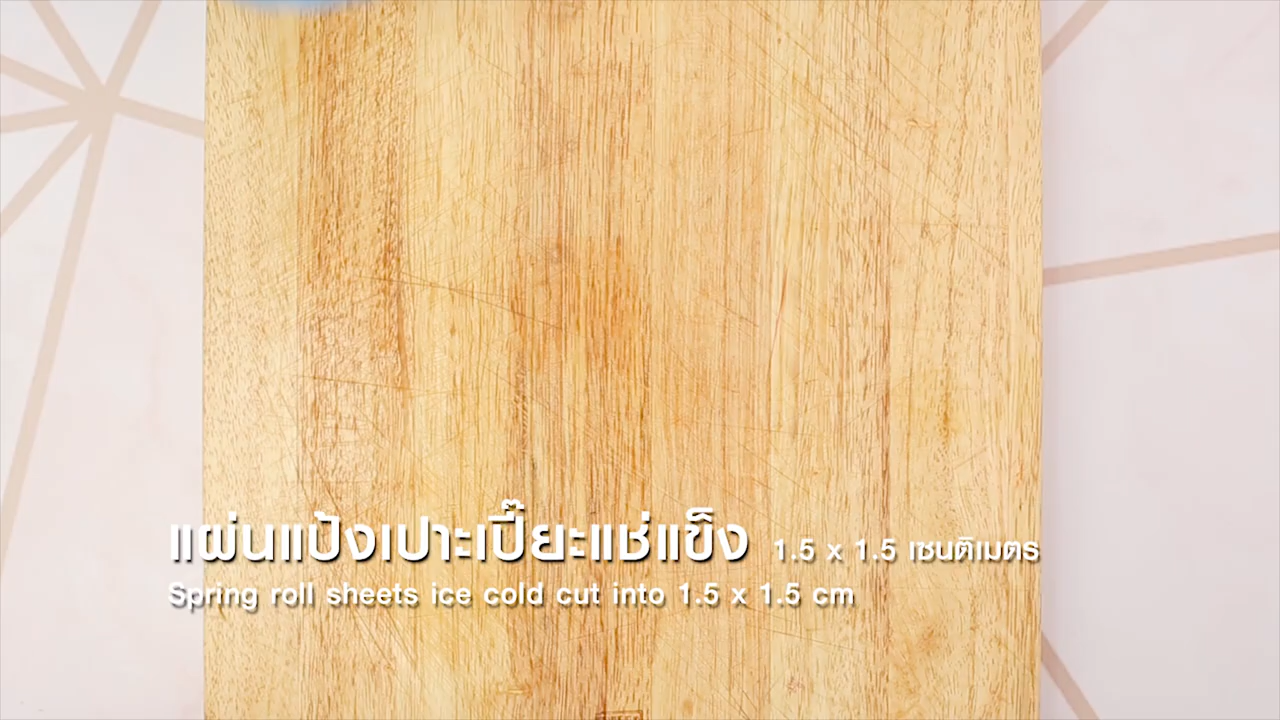 แผ่นแป้งเปาะเปี๊ยะแช่แข็ง 1.5 x 1.5 เซนติเมตร
Spring roll sheets ice cold cut into 1.5 x 1.5 cm